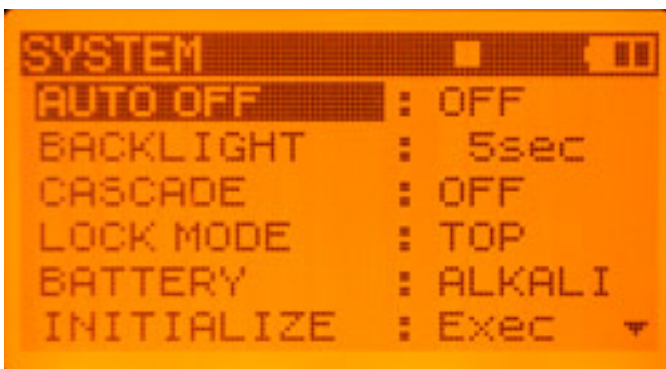 SYSTEM
AUTO OFF : OFF
BACKLIGHT : 5sec
CASCADE : OFF
LOCK MODE : TOP
BATTERY : ALKALI
INITIALIZE : Exec